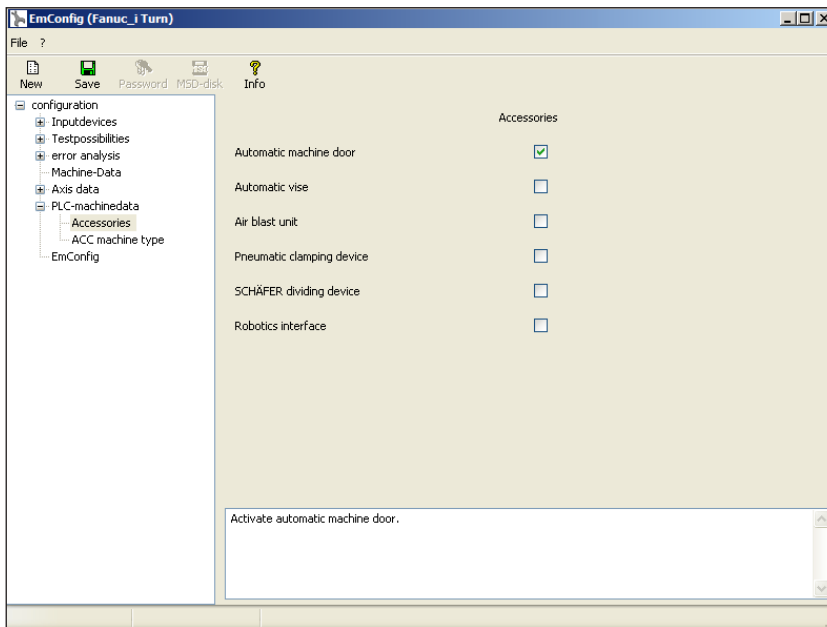 EmConfig (Fanuc_i Turn)
File ?
New Save Password MSD-disk Info
configuration
Inputdevices
Testpossibilities
error analysis
Machine-Data
Axis data
PLC-machinedata
Accessories
ACC machine type
EmConfig
Accessories
Automatic machine door
Automatic vise
Air blast unit
Pneumatic clamping device
SCHÄFER dividing device
Robotics interface
Activate automatic machine door.